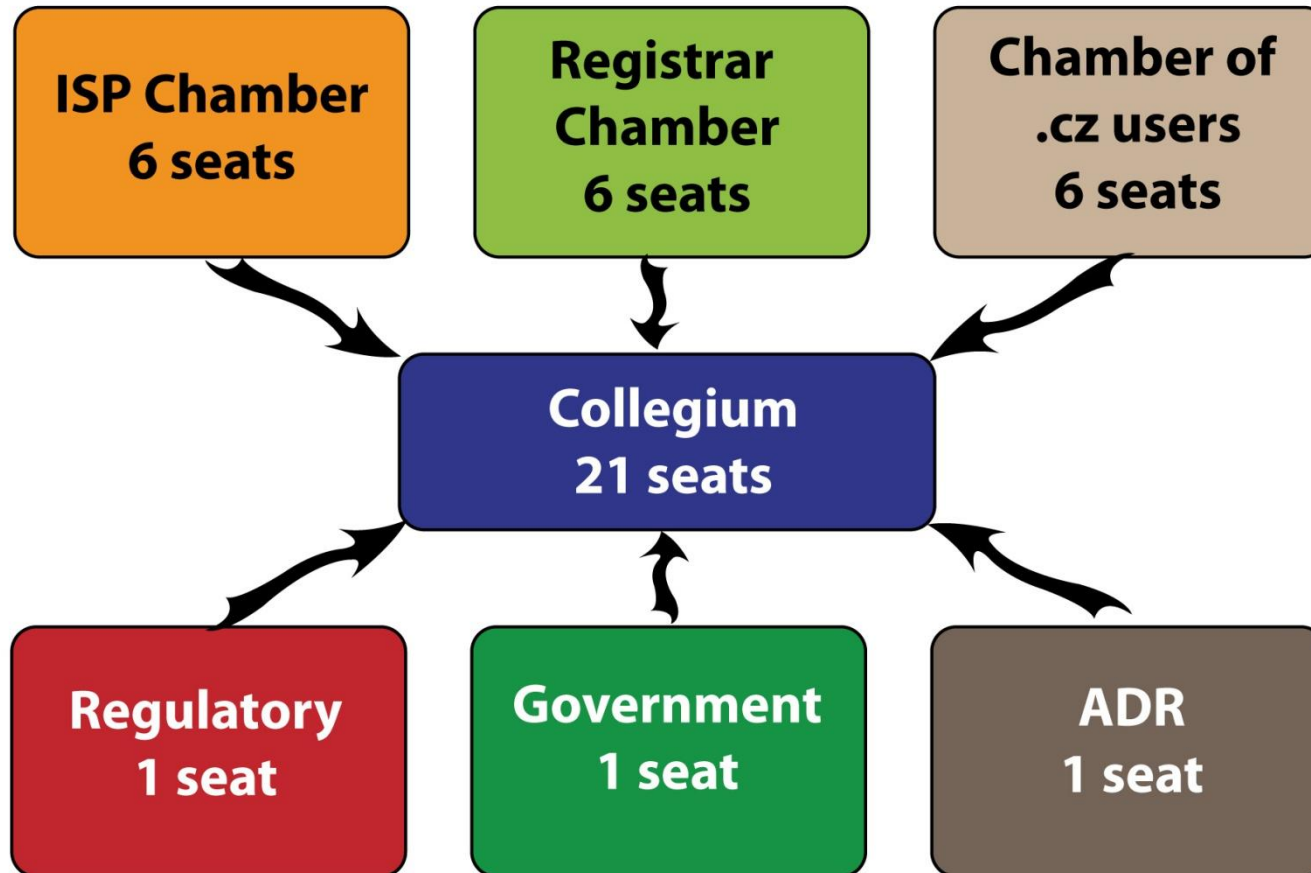 ISP Chamber
6 seats
Registrar
Chamber
6 seats
Chamber of
.cz users
6 seats
Collegium
21 seats
Regulatory
1 seat
Government
1 seat
ADR
1 seat